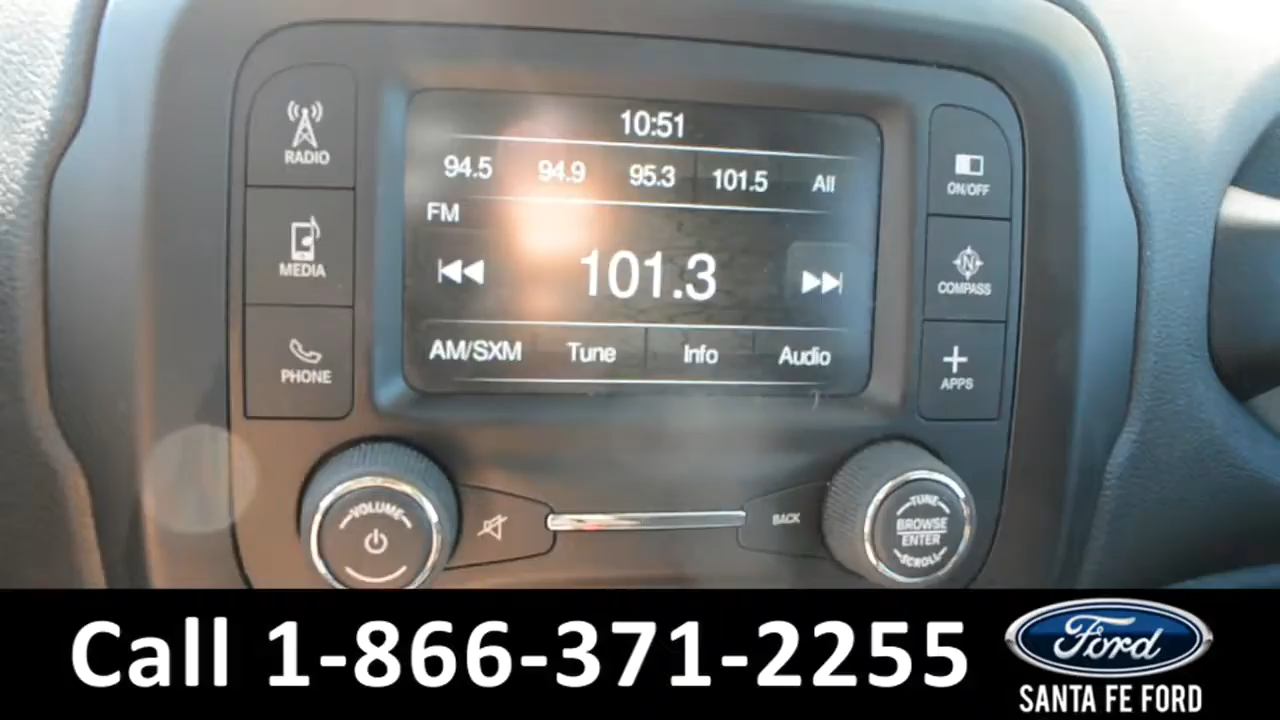 RADIO
MEDIA
PHONE
10:51
94.5 94.9 95.3 101.5 All
FM
101.3
AM/SXM Tune Info Audio
ON/OFF
N
COMPASS
APPS
VOLUME
BACK
TUNE
BROWSE
ENTER
SCROLL
Call 1-866-371-2255
Ford
SANTA FE FORD